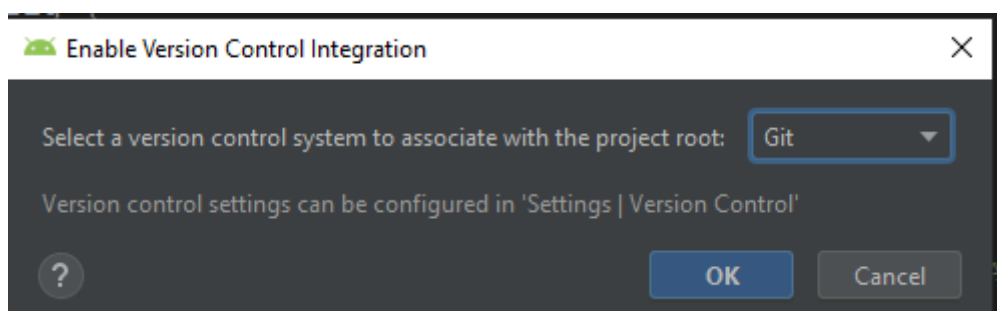 Enable Version Control Integration
Select a version control system to associate with the project root: Git
Version control settings can be configured in 'Settings | Version Control'
? OK Cancel